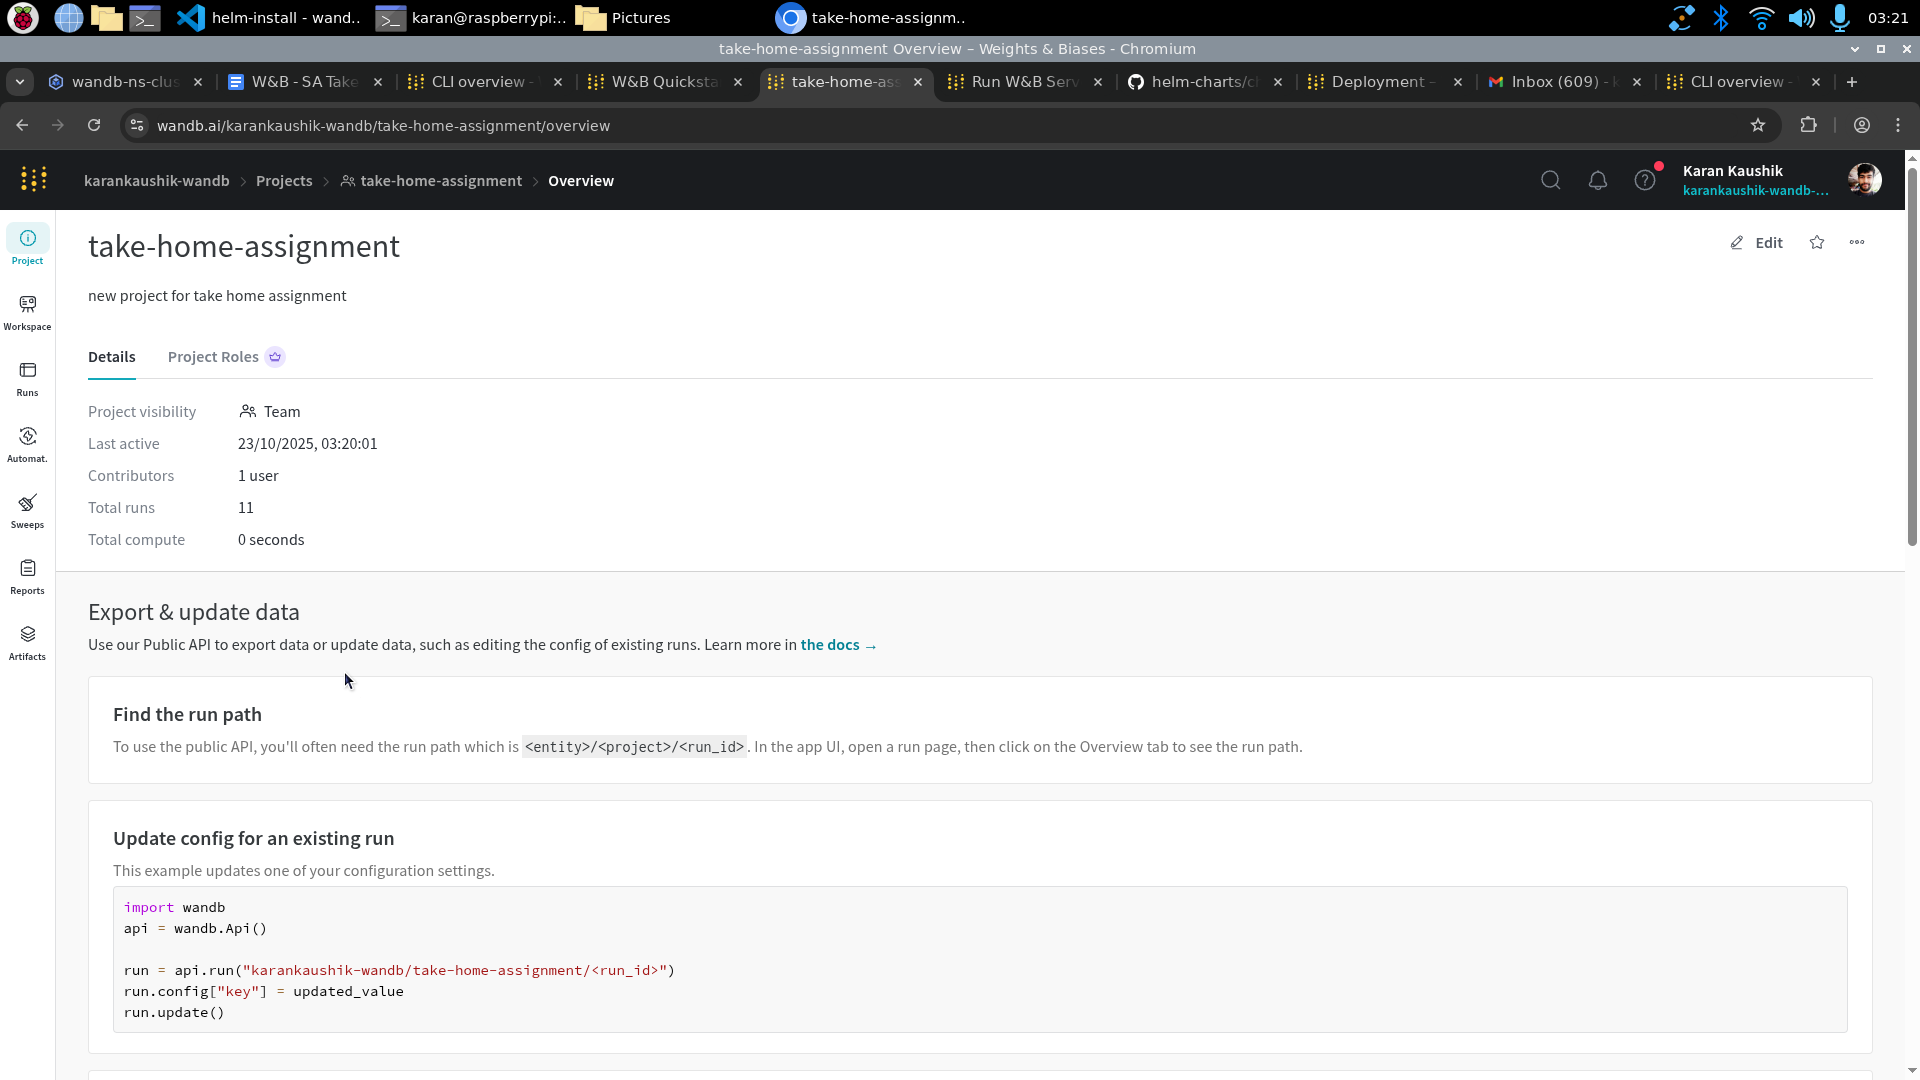 helm-install - wand..
karan@raspberrypi:..
Pictures
take-home-assignm..
03:21
take-home-assignment Overview – Weights & Biases - Chromium
wandb-ns-clus
W&B - SA Take
CLI overview -
W&B Quicksta
take-home-ass
Run W&B Serv
helm-charts/c
Deployment -
Inbox (609) -
CLI overview -
wandb.ai/karankaushik-wandb/take-home-assignment/overview
karankaushik-wandb
Projects
take-home-assignment
Overview
Karan Kaushik
karankaushik-wandb-...
Project
Workspace
Runs
Automat.
Sweeps
Reports
Artifacts
take-home-assignment
Edit
new project for take home assignment
Details
Project Roles
Project visibility Team
Last active 23/10/2025, 03:20:01
Contributors 1 user
Total runs 11
Total compute 0 seconds
Export & update data
Use our Public API to export data or update data, such as editing the config of existing runs. Learn more in the docs →
Find the run path
To use the public API, you'll often need the run path which is <entity>/<project>/<run_id>. In the app UI, open a run page, then click on the Overview tab to see the run path.
Update config for an existing run
This example updates one of your configuration settings.
import wandb
api = wandb.Api()
run = api.run("karankaushik-wandb/take-home-assignment/<run_id>")
run.config["key"] = updated_value
run.update()